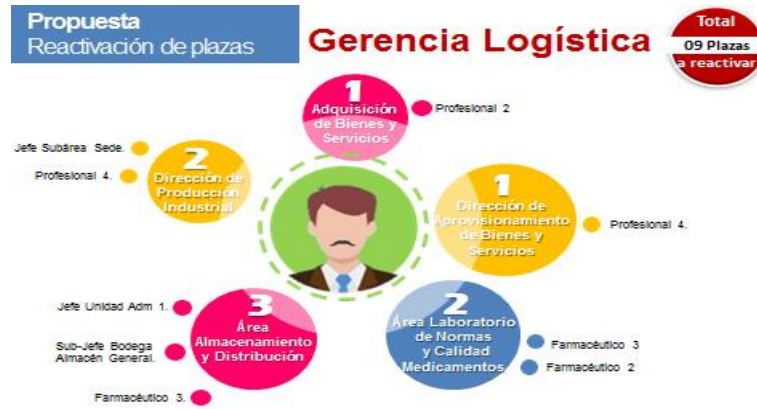 Propuesta
Reactivación de plazas
Gerencia Logística
Total
09 Plazas
a reactivar
1
Adquisición
de Bienes y
Servicios
Profesional 2
Jefe Subárea Sede.
Profesional 4.
2
Dirección de
Producción
Industrial
1
Dirección de
Aprovisionamiento
de Bienes y
Servicios
Profesional 4.
Jefe Unidad Adm 1.
Sub-Jefe Bodega
Almacén General.
Farmacéutico 3.
3
Área
Almacenamiento
y Distribución
2
Área Laboratorio
de Normas
y Calidad
Medicamentos
Farmacéutico 3
Farmacéutico 2